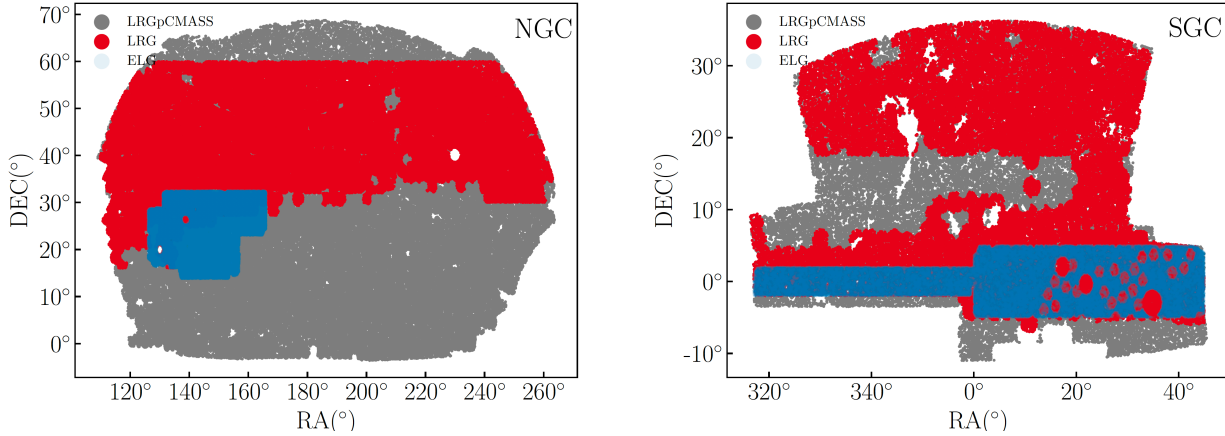 LRGpCMASS
LRG
ELG
NGC
70°
60°
50°
40°
30°
20°
10°
0°
DEC(°)
120° 140° 160° 180° 200° 220° 240° 260°
RA(°)
LRGpCMASS
LRG
ELG
SGC
30°
20°
10°
0°
-10°
DEC(°)
320° 340° 0° 20° 40°
RA(°)